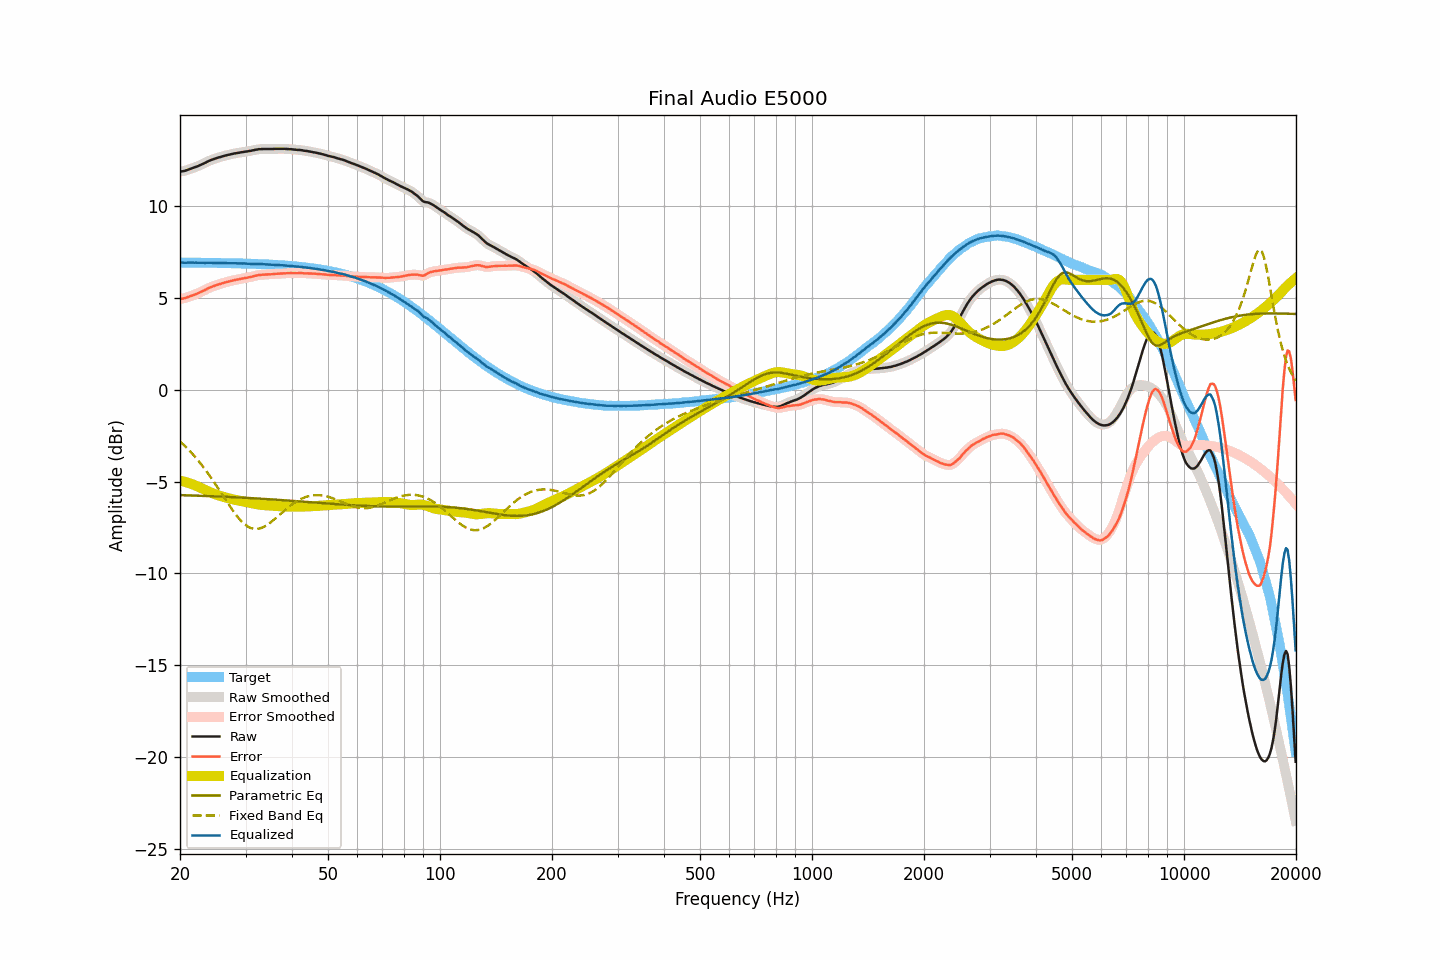 Final Audio E5000
Amplitude (dBr)
10
5
0
−5
−10
−15
−20
−25
Target
Raw Smoothed
Error Smoothed
Raw
Error
Equalization
Parametric Eq
Fixed Band Eq
Equalized
20 50 100 200 500 1000 2000 5000 10000 20000
Frequency (Hz)